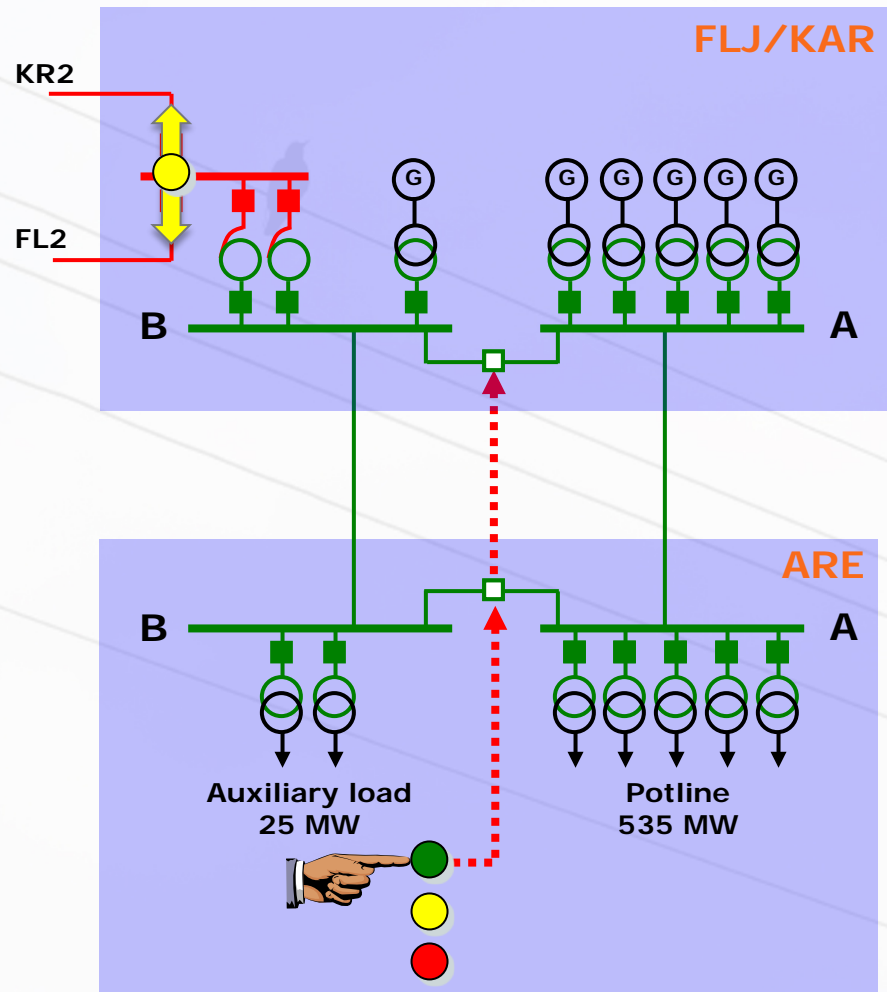 FLJ/KAR
KR2
FL2
G
G G G G G
B
A
ARE
B
A
Auxiliary load
25 MW
Potline
535 MW